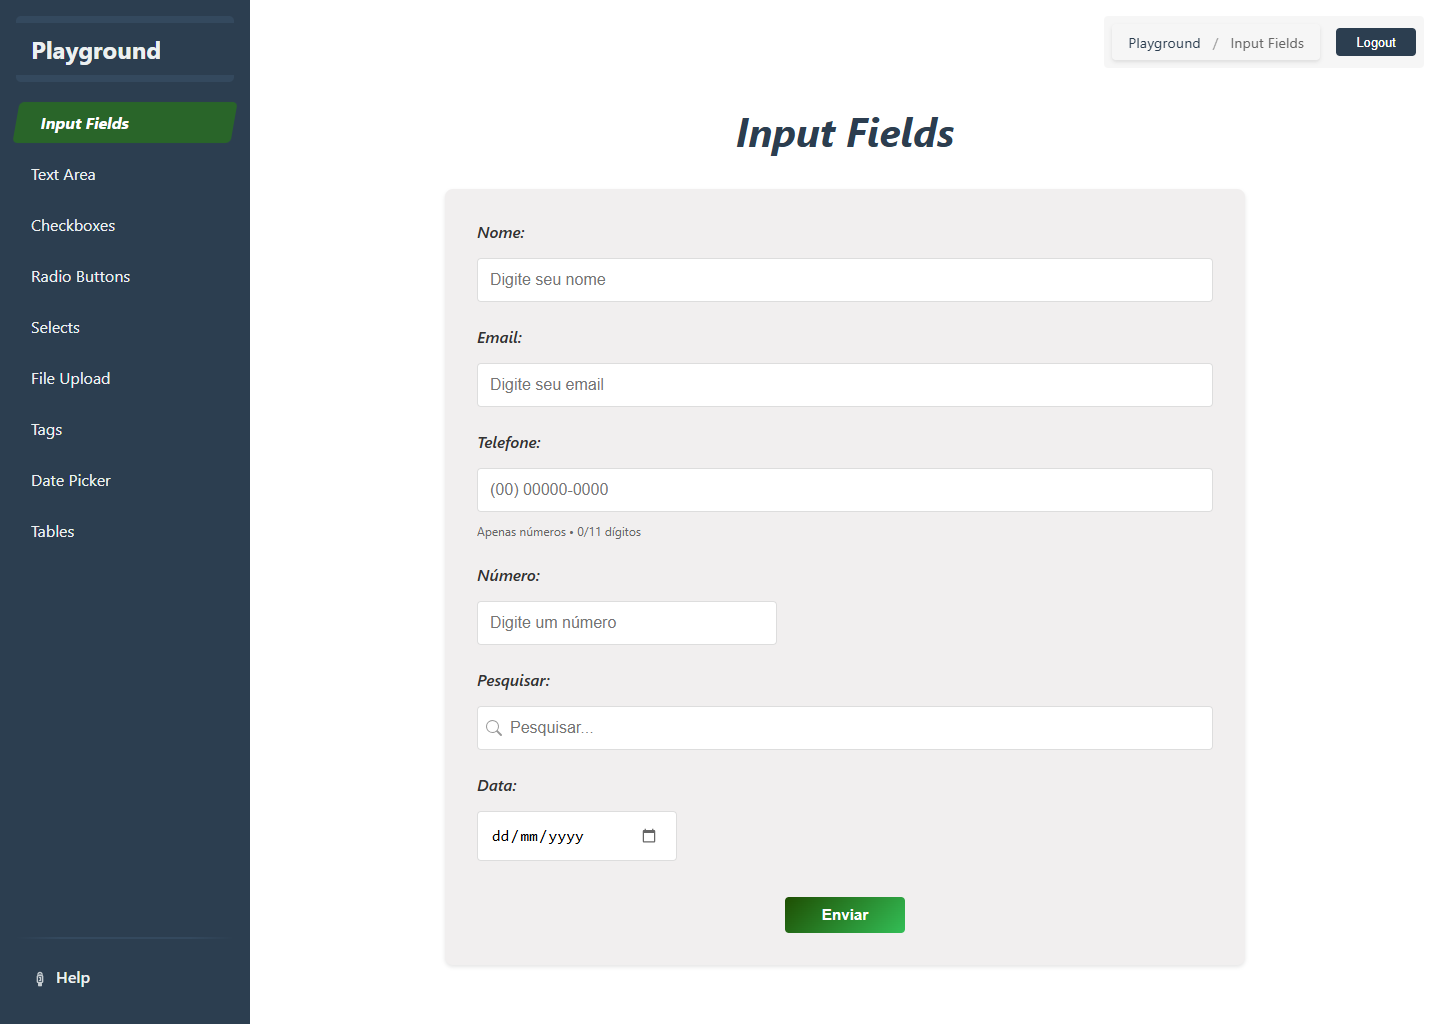 Playground
Input Fields
Text Area
Checkboxes
Radio Buttons
Selects
File Upload
Tags
Date Picker
Tables
Help
Playground / Input Fields
Logout
Input Fields
Nome:
Digite seu nome
Email:
Digite seu email
Telefone:
(00) 00000-0000
Apenas números • 0/11 dígitos
Número:
Digite um número
Pesquisar:
Pesquisar...
Data:
dd/mm/yyyy
Enviar